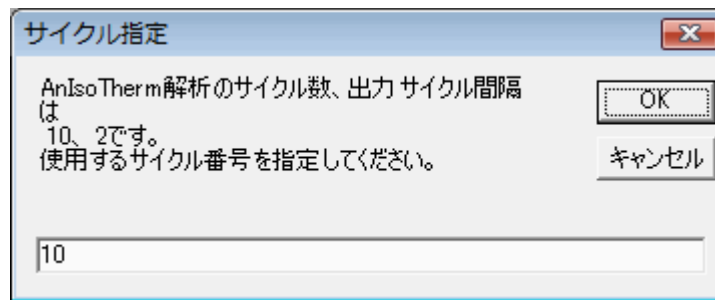 サイクル指定
AnIsoTherm解析のサイクル数、出力サイクル間隔
は
10、2です。
使用するサイクル番号を指定してください。
OK
キャンセル
10